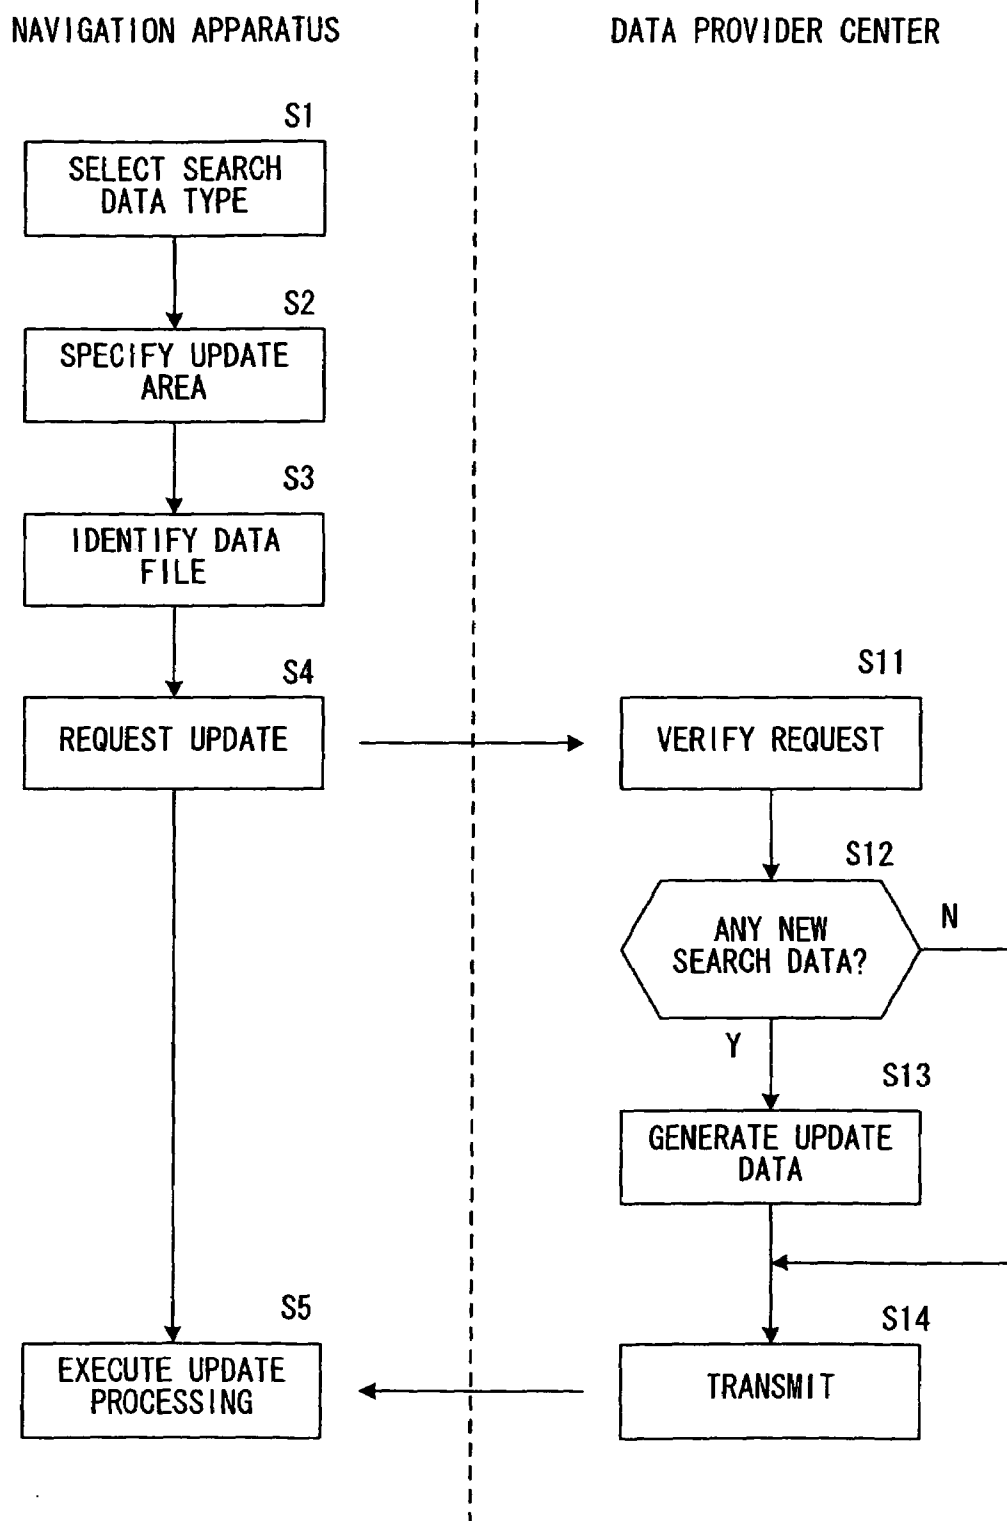 NAVIGATION APPARATUS
DATA PROVIDER CENTER
S1
SELECT SEARCH
DATA TYPE
S2
SPECIFY UPDATE
AREA
S3
IDENTIFY DATA
FILE
S4
REQUEST UPDATE
S11
VERIFY REQUEST
S12
ANY NEW
SEARCH DATA?
N
Y
S13
GENERATE UPDATE
DATA
S5
EXECUTE UPDATE
PROCESSING
S14
TRANSMIT